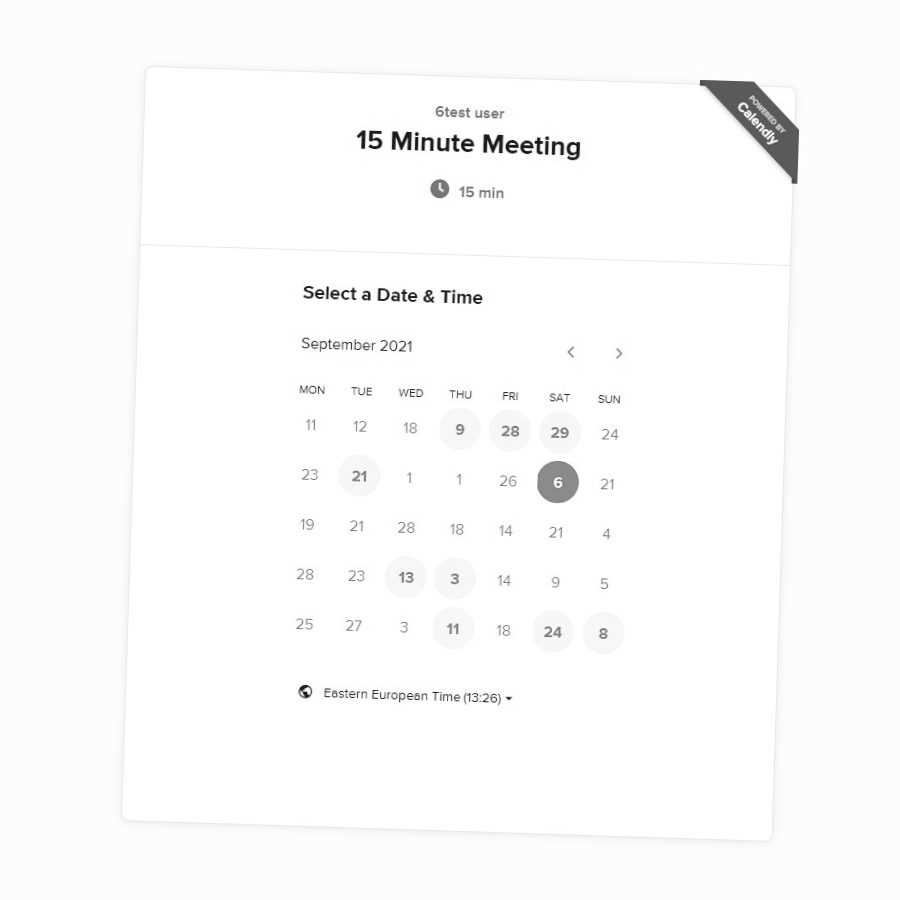 6test user
15 Minute Meeting
15 min
POWERED BY
Calendly
Select a Date & Time
September 2021
MON TUE WED THU FRI SAT SUN
11 12 18 9 28 29 24
23 21 1 1 26 6 21
19 21 28 18 14 21 4
28 23 13 3 14 9 5
25 27 3 11 18 24 8
Eastern European Time (13:26)